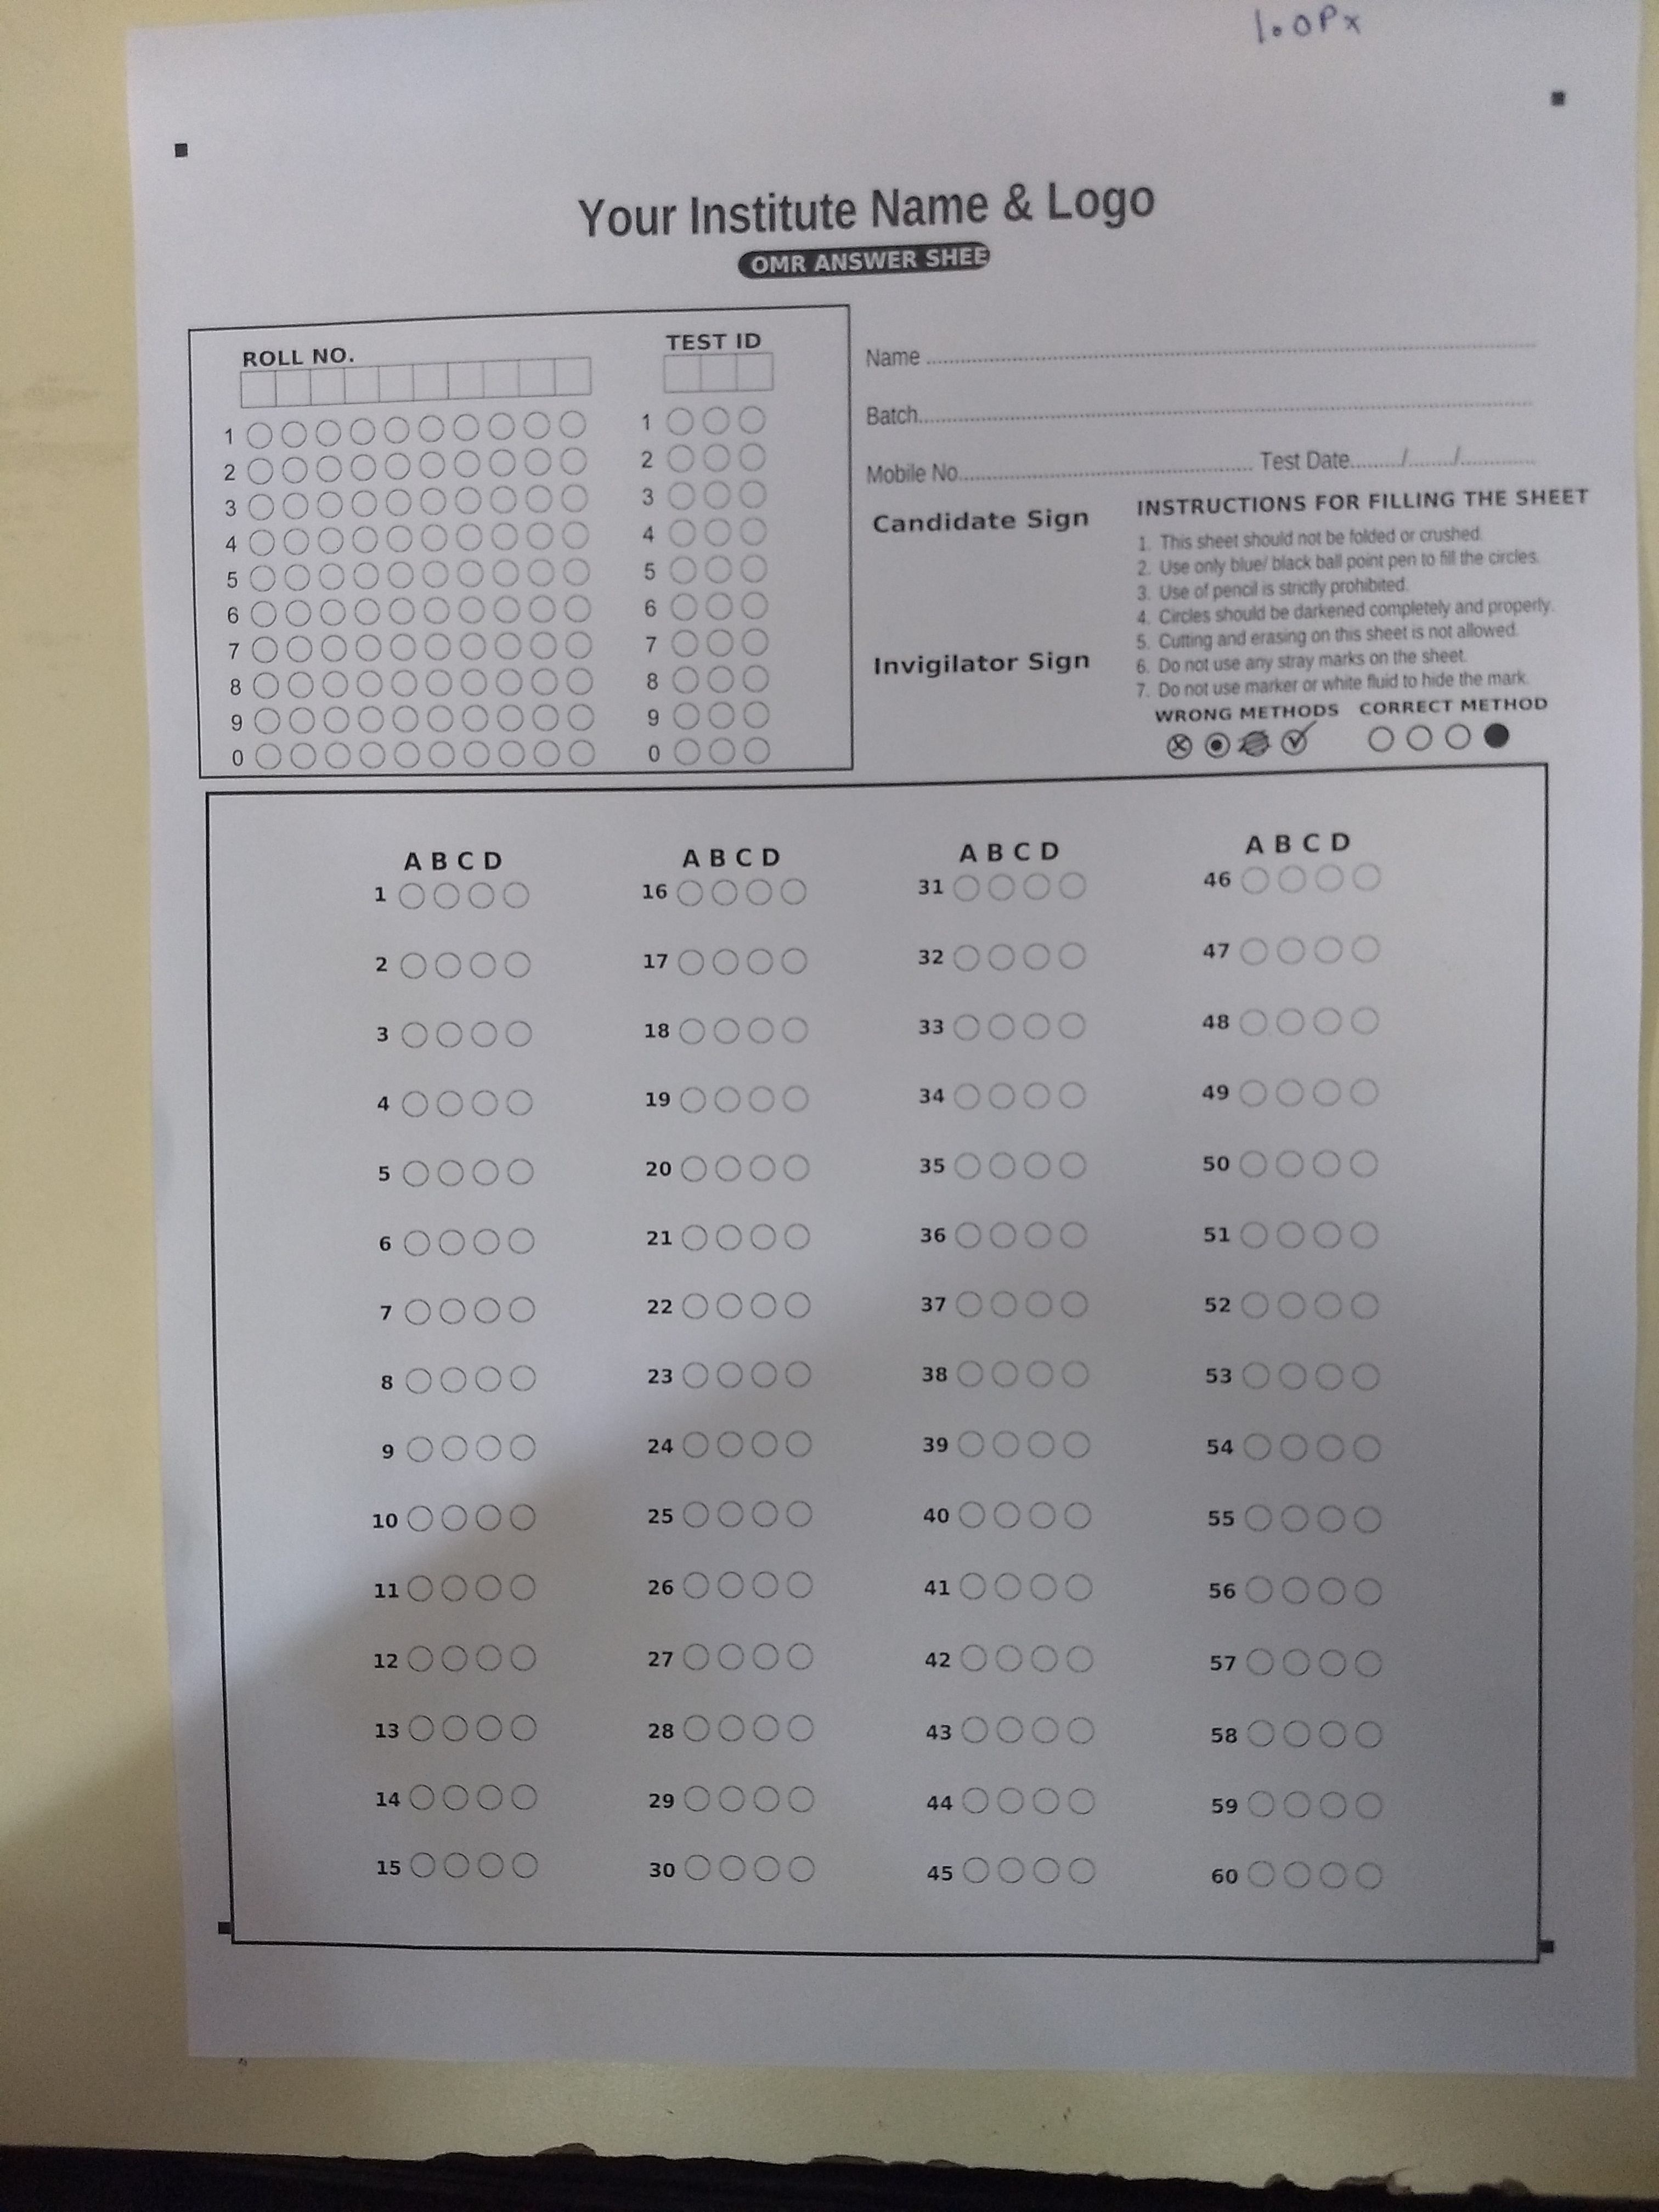 1.0Px
Your Institute Name & Logo
OMR ANSWER SHEE
ROLL NO.
TEST ID
1 1
2 2
3 3
4 4
5 5
6 6
7 7
8 8
9 9
0 0
Name
Batch
Mobile No. Test Date ......../......../............
Candidate Sign
Invigilator Sign
INSTRUCTIONS FOR FILLING THE SHEET
1. This sheet should not be folded or crushed.
2. Use only blue/ black ball point pen to fill the circles.
3. Use of pencil is strictly prohibited.
4. Circles should be darkened completely and properly.
5. Cutting and erasing on this sheet is not allowed.
6. Do not use any stray marks on the sheet.
7. Do not use marker or white fluid to hide the mark.
WRONG METHODS CORRECT METHOD
A B C D A B C D A B C D A B C D
1 16 31 46
2 17 32 47
3 18 33 48
4 19 34 49
5 20 35 50
6 21 36 51
7 22 37 52
8 23 38 53
9 24 39 54
10 25 40 55
11 26 41 56
12 27 42 57
13 28 43 58
14 29 44 59
15 30 45 60